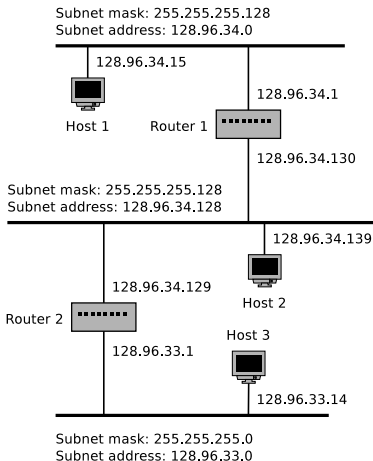 Subnet mask: 255.255.255.128
Subnet address: 128.96.34.0
128.96.34.15
128.96.34.1
Host 1
Router 1
128.96.34.130
Subnet mask: 255.255.255.128
Subnet address: 128.96.34.128
128.96.34.139
128.96.34.129
Host 2
Router 2
Host 3
128.96.33.1
128.96.33.14
Subnet mask: 255.255.255.0
Subnet address: 128.96.33.0